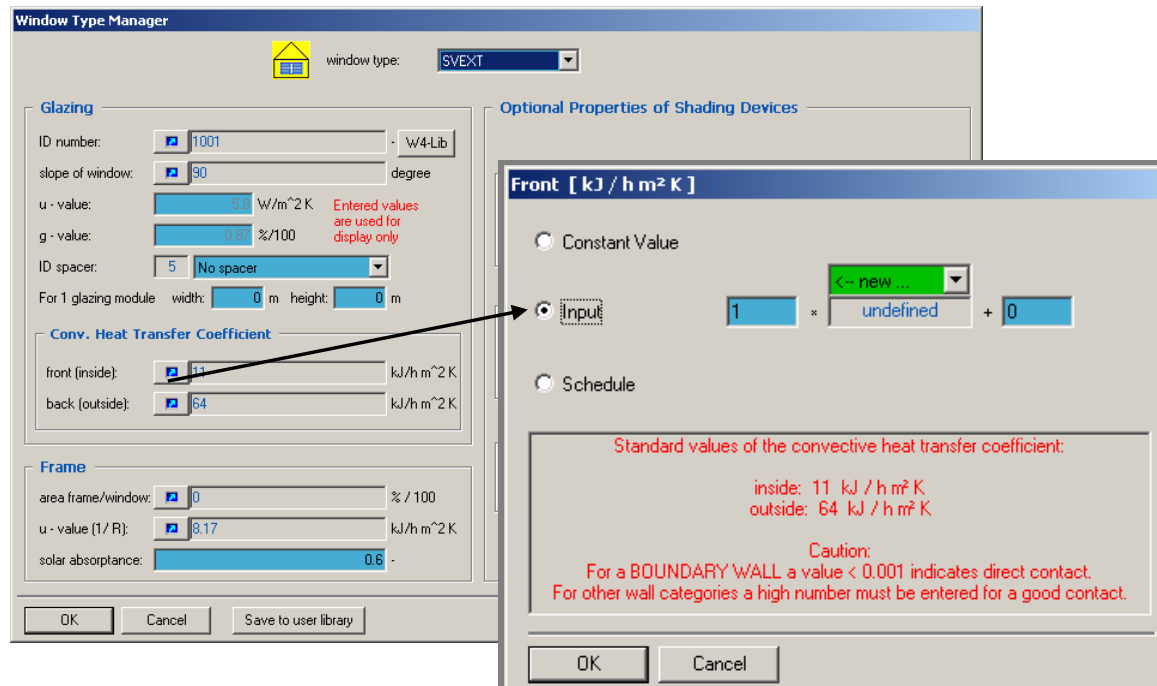 Window Type Manager
window type: SVEXT
Glazing
ID number: 1001 - W4-Lib
slope of window: 90 degree
u - value: 5.8 W/m^2 K
g - value: 0.87 %/100
Entered values
are used for
display only
ID spacer: 5 No spacer
For 1 glazing module width: 0 m height: 0 m
Conv. Heat Transfer Coefficient
front (inside): 11 kJ/h m^2 K
back (outside): 64 kJ/h m^2 K
Frame
area frame/window: 0 % / 100
u - value (1/ R): 8.17 kJ/h m^2 K
solar absorptance: 0.6 -
OK Cancel Save to user library
Optional Properties of Shading Devices
Front [ kJ / h m² K ]
Constant Value
<-- new ...
Input 1 * undefined + 0
Schedule
Standard values of the convective heat transfer coefficient:
inside: 11 kJ / h m² K
outside: 64 kJ / h m² K
Caution:
For a BOUNDARY WALL a value < 0.001 indicates direct contact.
For other wall categories a high number must be entered for a good contact.
OK Cancel